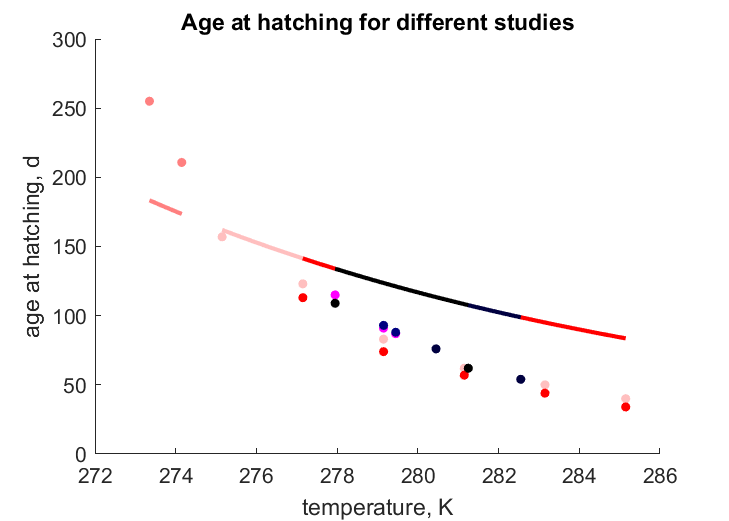 Age at hatching for different studies
300
250
200
150
100
50
0
age at hatching, d
272 274 276 278 280 282 284 286
temperature, K